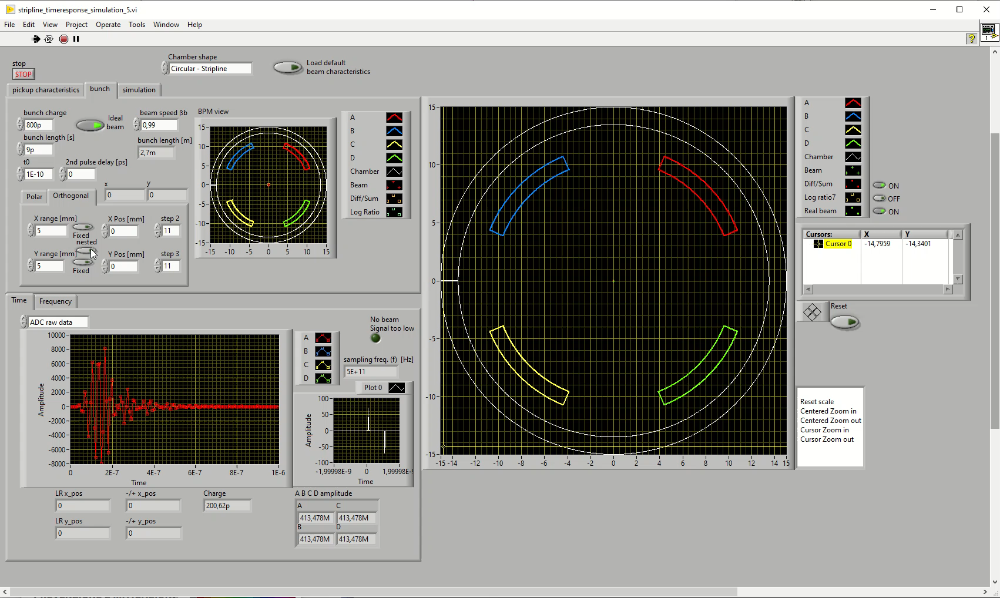 stripline_timeresponse_simulation_5.vi
File Edit View Project Operate Tools Window Help
?
1
stop
STOP
Chamber shape
Circular - Stripline
Load default
beam characteristics
pickup characteristics bunch simulation
bunch charge
800p
Ideal
beam
beam speed βb
0,99
bunch length [s]
9p
bunch length [m]
2,7m
t0
1E-10
2nd pulse delay [ps]
0
x
0
y
0
Polar Orthogonal
X range [mm]
5
Fixed
X Pos [mm]
0
step 2
11
nested
Y range [mm]
5
Fixed
Y Pos [mm]
0
step 3
11
BPM view
15
10
5
0
-5
-10
-15
-15 -10 -5 0 5 10 15
A
B
C
D
Chamber
Beam
Diff/Sum
Log Ratio
Time Frequency
ADC raw data
Amplitude
10000
8000
6000
4000
2000
0
-2000
-4000
-6000
-8000
0 2E-7 4E-7 6E-7 8E-7 1E-6
Time
A
B
C
D
No beam
Signal too low
sampling freq. (f) [Hz]
5E+11
Plot 0
Amplitude
100
50
0
-50
-100
-1,99998E-9 0 1,99998E-9
Time
LR x_pos
0
-/+ x_pos
0
Charge
200,62p
LR y_pos
0
-/+ y_pos
0
A B C D amplitude
A C
413,478M 413,478M
B D
413,478M 413,478M
15
10
5
0
-5
-10
-15
-15 -14 -12 -10 -8 -6 -4 -2 0 2 4 6 8 10 12 14 15
A
B
C
D
Chamber
Beam
Diff/Sum ON
Log ratio7 OFF
Real beam ON
Cursors: X Y
Cursor 0 -14,7959 -14,3401
Reset
Reset scale
Centered Zoom in
Centered Zoom out
Cursor Zoom in
Cursor Zoom out